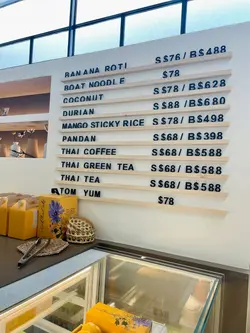 BANANA ROTI S$76/B$488
BOAT NOODLE $78
COCONUT S$78/B$628
DURIAN S$88/B$680
MANGO STICKY RICE S$78/B$498
PANDAN S$68/B$398
THAI COFFEE S$68/B$588
THAI GREEN TEA S$68/B$588
THAI TEA S$68/B$588
TOM YUM $78